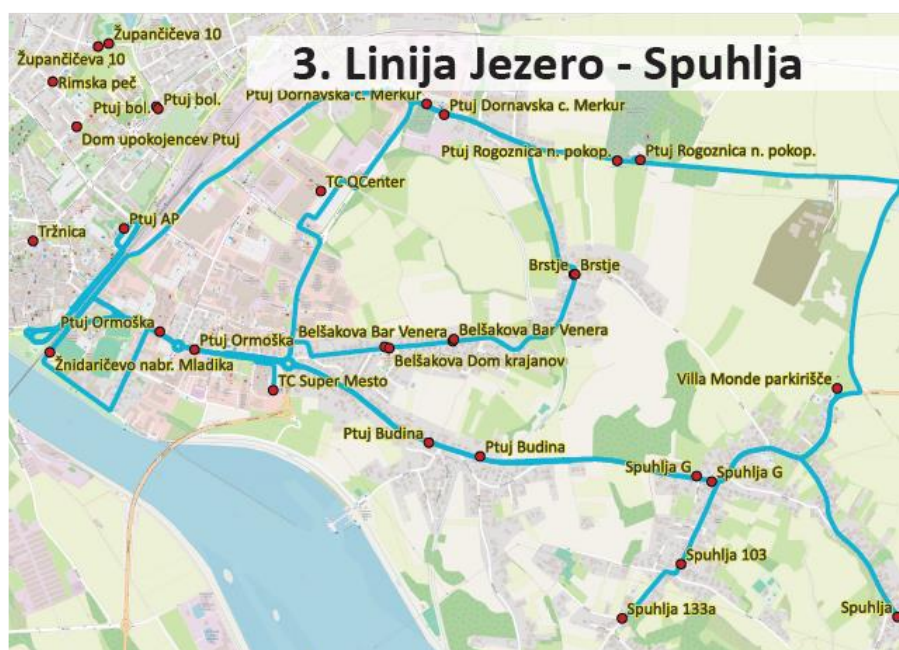 3. Linija Jezero - Spuhlja
Župančičeva 10
Župančičeva 10
Rimska peč
Ptuj bol.
Ptuj bol.
Dom upokojencev Ptuj
Ptuj Dornavska c. Merkur
Ptuj Dornavska c. Merkur
Ptuj Rogoznica n. pokop.
Ptuj Rogoznica n. pokop.
TC QCenter
Ptuj AP
Tržnica
Brstje
Brstje
Ptuj Ormoška
Ptuj Ormoška
Belšakova Bar Venera
Belšakova Bar Venera
Belšakova Dom krajanov
Žnidaričevo nabr. Mladika
TC Super Mesto
Villa Monde parkirišče
Ptuj Budina
Ptuj Budina
Spuhlja G
Spuhlja G
Spuhlja 103
Spuhlja 133a
Spuhlja